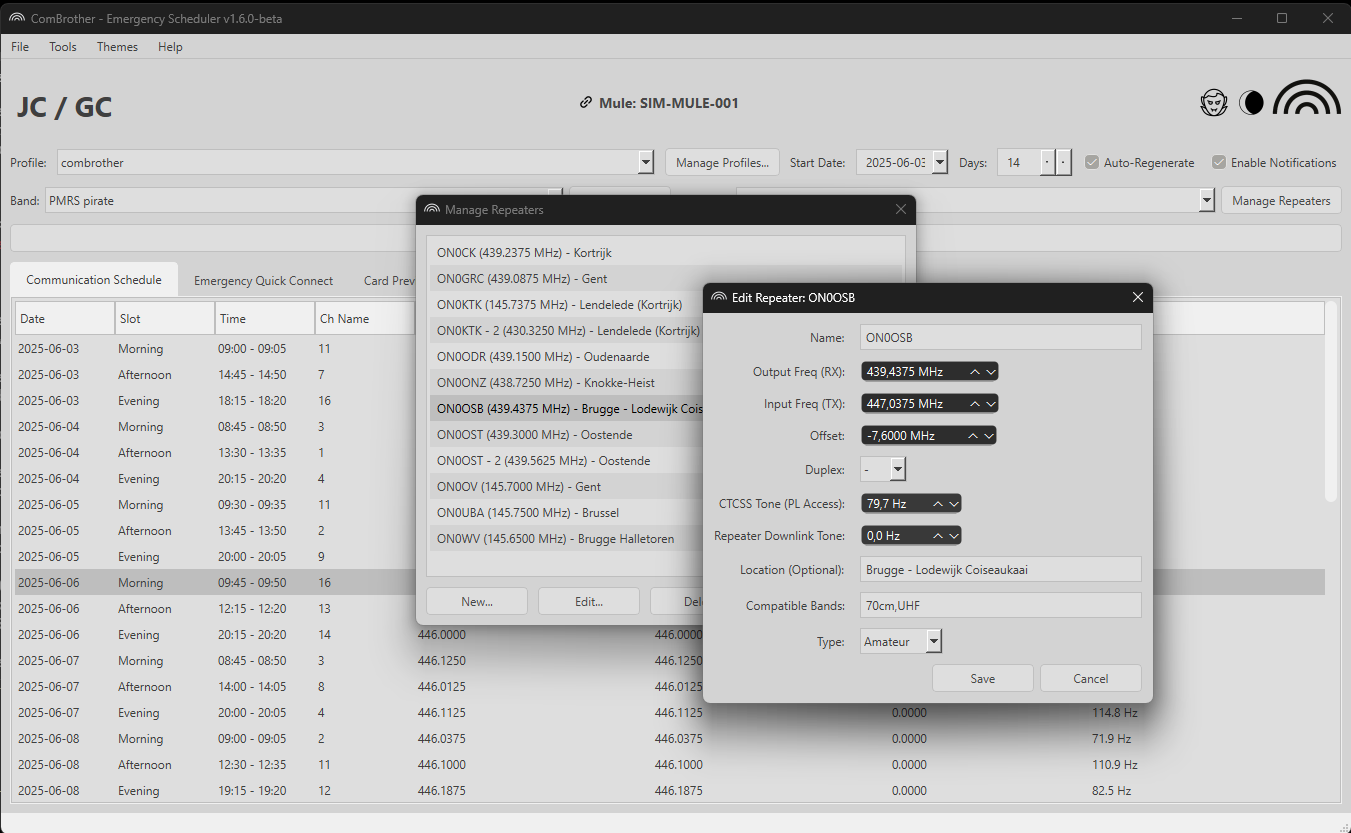 ComBrother - Emergency Scheduler v1.6.0-beta
File Tools Themes Help
JC / GC
Mule: SIM-MULE-001
Profile: combrother Manage Profiles... Start Date: 2025-06-03 Days: 14 Auto-Regenerate Enable Notifications
Band: PMRS pirate Manage Repeaters
Communication Schedule Emergency Quick Connect Card Prev
Date Slot Time Ch Name
2025-06-03 Morning 09:00 - 09:05 11
2025-06-03 Afternoon 14:45 - 14:50 7
2025-06-03 Evening 18:15 - 18:20 16
2025-06-04 Morning 08:45 - 08:50 3
2025-06-04 Afternoon 13:30 - 13:35 1
2025-06-04 Evening 20:15 - 20:20 4
2025-06-05 Morning 09:30 - 09:35 11
2025-06-05 Afternoon 13:45 - 13:50 2
2025-06-05 Evening 20:00 - 20:05 9
2025-06-06 Morning 09:45 - 09:50 16
2025-06-06 Afternoon 12:15 - 12:20 13
2025-06-06 Evening 20:15 - 20:20 14 446.0000 446.0000
2025-06-07 Morning 08:45 - 08:50 3 446.1250 446.1250
2025-06-07 Afternoon 14:00 - 14:05 8 446.0125 446.0125
2025-06-07 Evening 20:00 - 20:05 4 446.1125 446.1125 0.0000 114.8 Hz
2025-06-08 Morning 09:00 - 09:05 2 446.0375 446.0375 0.0000 71.9 Hz
2025-06-08 Afternoon 12:30 - 12:35 11 446.1000 446.1000 0.0000 110.9 Hz
2025-06-08 Evening 19:15 - 19:20 12 446.1875 446.1875 0.0000 82.5 Hz
Manage Repeaters
ON0CK (439.2375 MHz) - Kortrijk
ON0GRC (439.0875 MHz) - Gent
ON0KTK (145.7375 MHz) - Lendelede (Kortrijk)
ON0KTK - 2 (430.3250 MHz) - Lendelede (Kortrijk)
ON0ODR (439.1500 MHz) - Oudenaarde
ON0ONZ (438.7250 MHz) - Knokke-Heist
ON0OSB (439.4375 MHz) - Brugge - Lodewijk Cois
ON0OST (439.3000 MHz) - Oostende
ON0OST - 2 (439.5625 MHz) - Oostende
ON0OV (145.7000 MHz) - Gent
ON0UBA (145.7500 MHz) - Brussel
ON0WV (145.6500 MHz) - Brugge Halletoren
New... Edit... Del
Edit Repeater: ON0OSB
Name: ON0OSB
Output Freq (RX): 439,4375 MHz
Input Freq (TX): 447,0375 MHz
Offset: -7,6000 MHz
Duplex: -
CTCSS Tone (PL Access): 79,7 Hz
Repeater Downlink Tone: 0,0 Hz
Location (Optional): Brugge - Lodewijk Coiseaukaai
Compatible Bands: 70cm,UHF
Type: Amateur
Save Cancel